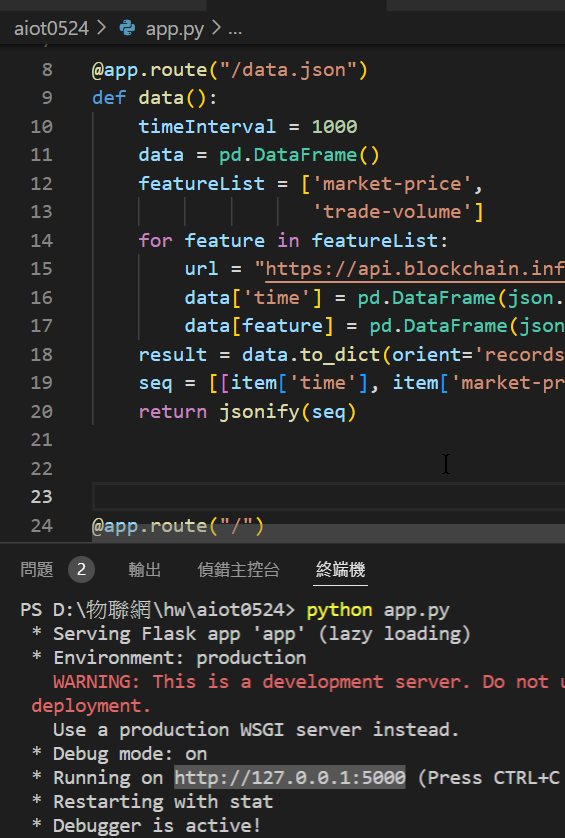 aiot0524 > app.py > ...
8 @app.route("/data.json")
9 def data():
10 timeInterval = 1000
11 data = pd.DataFrame()
12 featureList = ['market-price',
13 'trade-volume']
14 for feature in featureList:
15 url = "https://api.blockchain.inf
16 data['time'] = pd.DataFrame(json.
17 data[feature] = pd.DataFrame(json
18 result = data.to_dict(orient='records
19 seq = [[item['time'], item['market-pr
20 return jsonify(seq)
21
22
23
24 @app.route("/")
問題 2 輸出 偵錯主控台 終端機
PS D:\物聯網\hw\aiot0524> python app.py
* Serving Flask app 'app' (lazy loading)
* Environment: production
WARNING: This is a development server. Do not u
deployment.
Use a production WSGI server instead.
* Debug mode: on
* Running on http://127.0.0.1:5000 (Press CTRL+C
* Restarting with stat
* Debugger is active!